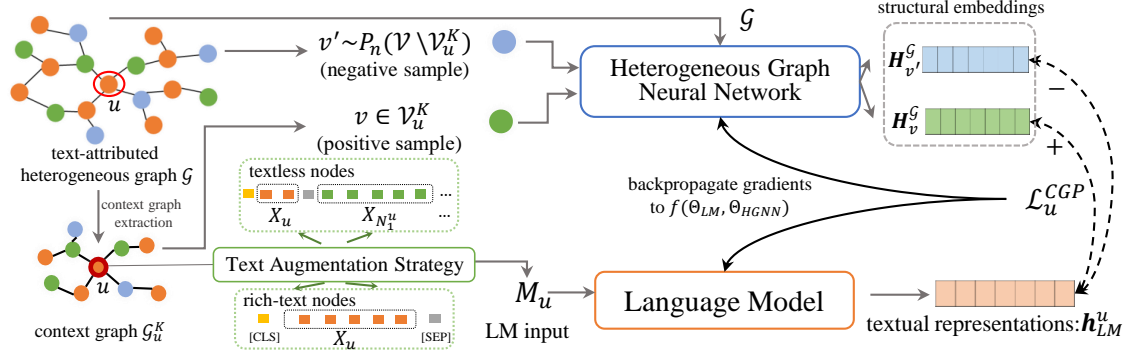 structural embeddings
𝒢
v'~P_n(𝒱 \𝒱_u^K)
(negative sample)
H_{v'}^𝒢
Heterogeneous Graph
Neural Network
−
u
H_v^𝒢
v ∈ 𝒱_u^K
(positive sample)
+
text-attributed
heterogeneous graph 𝒢
textless nodes
...
X_u
X_{N_1^u}
...
backpropagate gradients
to f(Θ_LM, Θ_HGNN)
ℒ_u^{CGP}
context graph
extraction
Text Augmentation Strategy
u
M_u
LM input
Language Model
rich-text nodes
[CLS]
X_u
[SEP]
context graph 𝒢_u^K
textual representations:h_{LM}^u